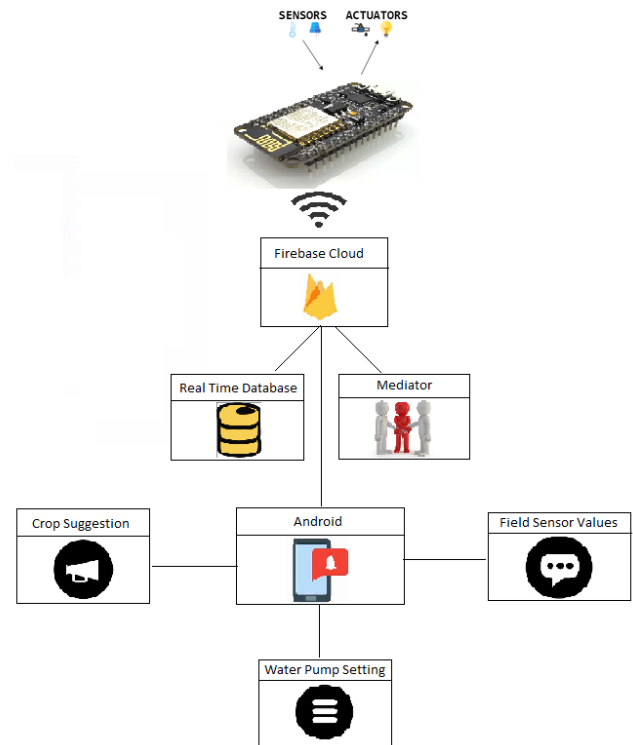 SENSORS ACTUATORS
Firebase Cloud
Real Time Database
Mediator
Crop Suggestion
Android
Field Sensor Values
Water Pump Setting